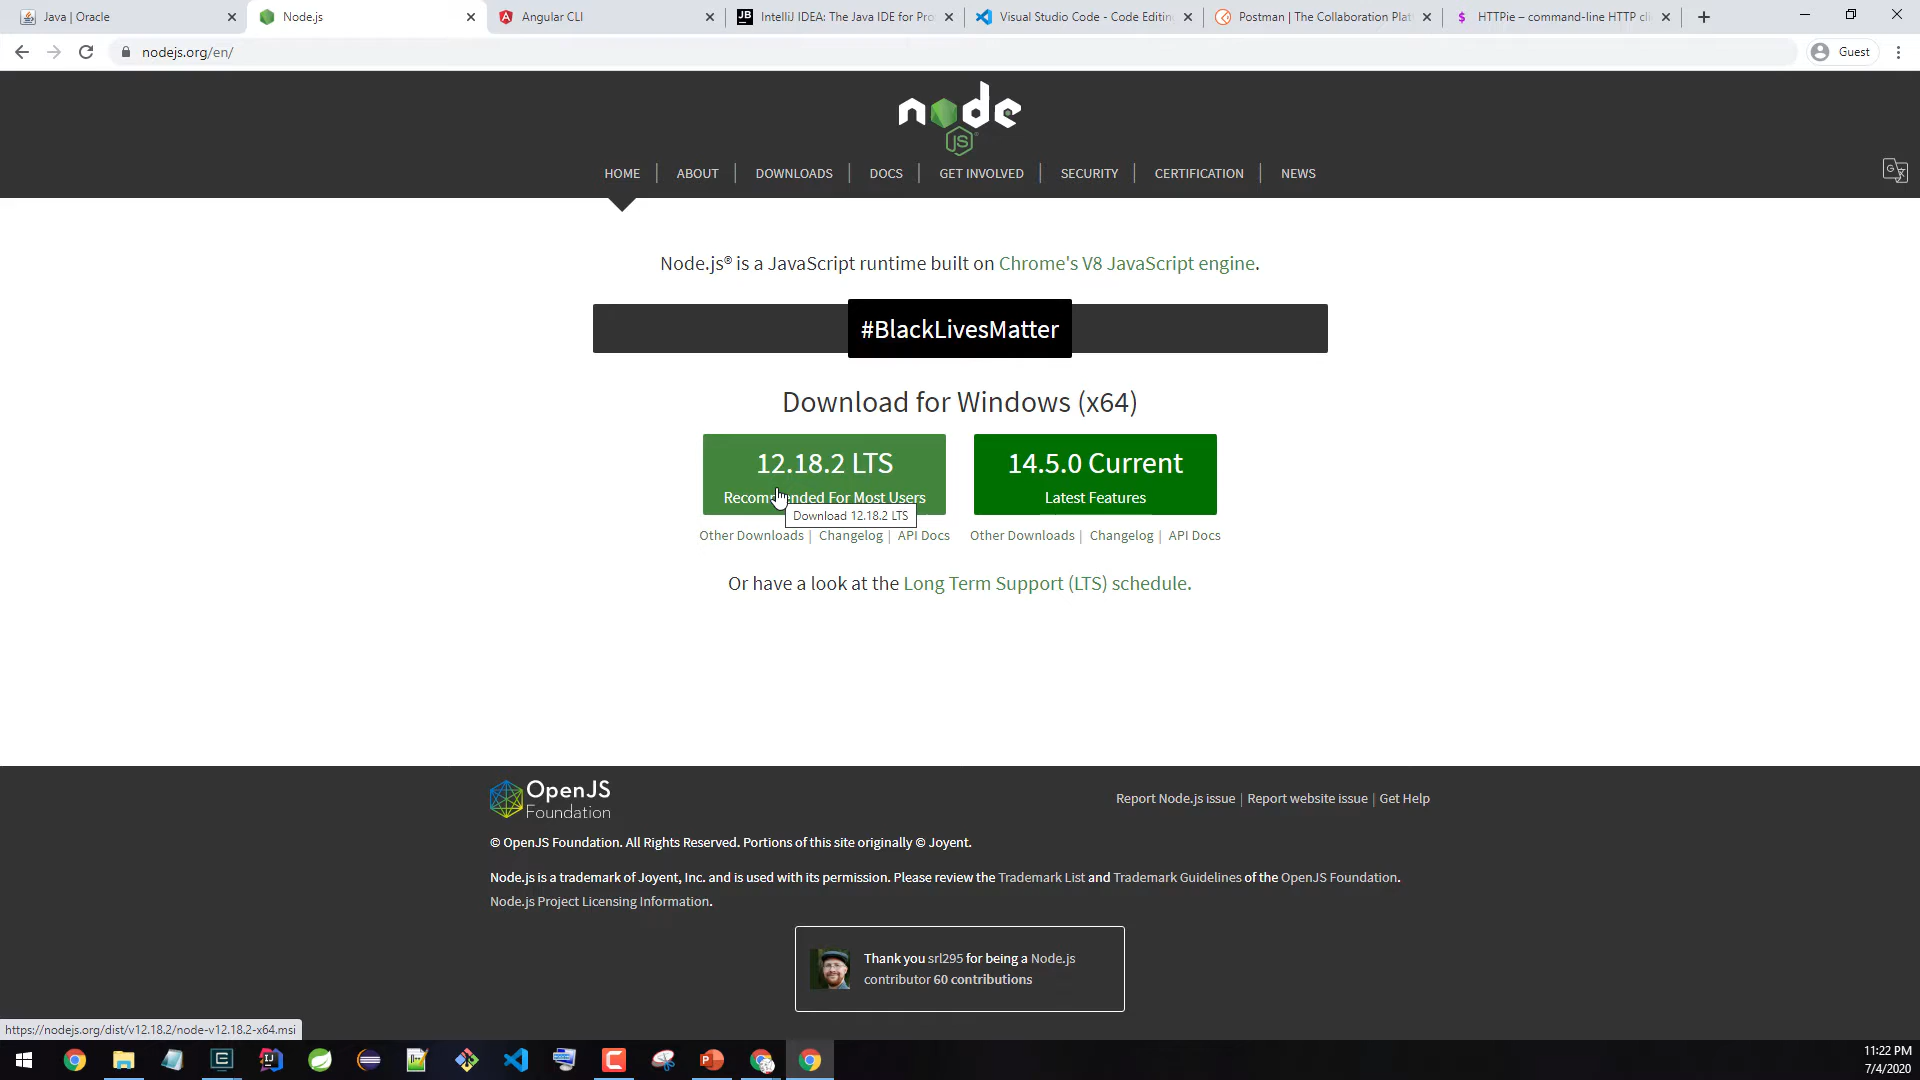 Java | Oracle
Node.js
Angular CLI
IntelliJ IDEA: The Java IDE for Pro
Visual Studio Code - Code Editin
Postman | The Collaboration Plat
HTTPie – command-line HTTP cli
nodejs.org/en/
Guest
node
JS
HOME | ABOUT | DOWNLOADS | DOCS | GET INVOLVED | SECURITY | CERTIFICATION | NEWS
Node.js® is a JavaScript runtime built on Chrome's V8 JavaScript engine.
#BlackLivesMatter
Download for Windows (x64)
12.18.2 LTS
Recommended For Most Users
14.5.0 Current
Latest Features
Download 12.18.2 LTS
Other Downloads | Changelog | API Docs
Other Downloads | Changelog | API Docs
Or have a look at the Long Term Support (LTS) schedule.
OpenJS
Foundation
Report Node.js issue | Report website issue | Get Help
© OpenJS Foundation. All Rights Reserved. Portions of this site originally © Joyent.
Node.js is a trademark of Joyent, Inc. and is used with its permission. Please review the Trademark List and Trademark Guidelines of the OpenJS Foundation.
Node.js Project Licensing Information.
Thank you srl295 for being a Node.js
contributor 60 contributions
https://nodejs.org/dist/v12.18.2/node-v12.18.2-x64.msi
11:22 PM
7/4/2020